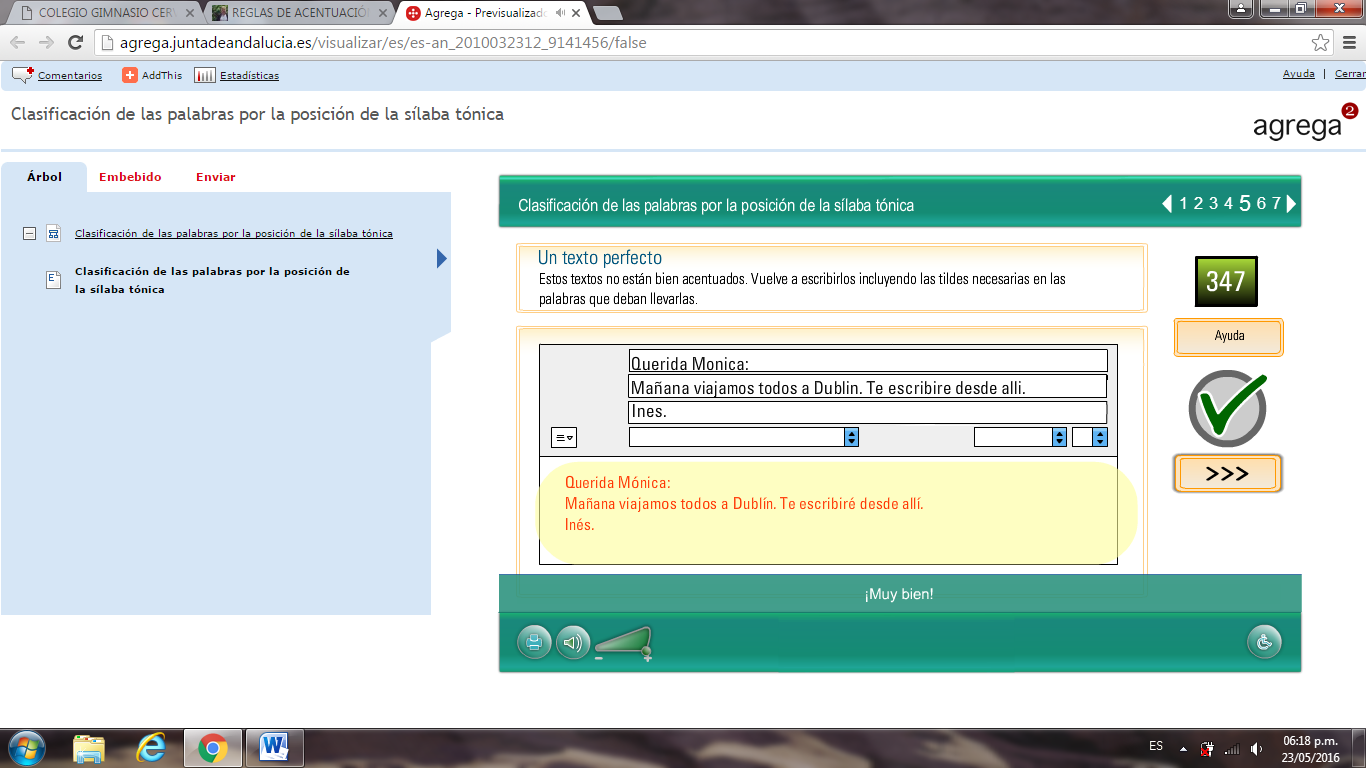 COLEGIO GIMNASIO CER
REGLAS DE ACENTUACIÓ
Agrega - Previsualizad
agrega.juntadeandalucia.es/visualizar/es/es-an_2010032312_9141456/false
Comentarios AddThis Estadísticas Ayuda | Cerrar
Clasificación de las palabras por la posición de la sílaba tónica
agrega 2
Árbol Embebido Enviar
Clasificación de las palabras por la posición de la sílaba tónica
Clasificación de las palabras por la posición de
la sílaba tónica
Clasificación de las palabras por la posición de la sílaba tónica 1 2 3 4 5 6 7
Un texto perfecto
Estos textos no están bien acentuados. Vuelve a escribirlos incluyendo las tildes necesarias en las
palabras que deban llevarlas.
347
Ayuda
Querida Monica:
Mañana viajamos todos a Dublin. Te escribire desde alli.
Ines.
>>>
Querida Mónica:
Mañana viajamos todos a Dublín. Te escribiré desde allí.
Inés.
¡Muy bien!
ES 06:18 p.m.
23/05/2016